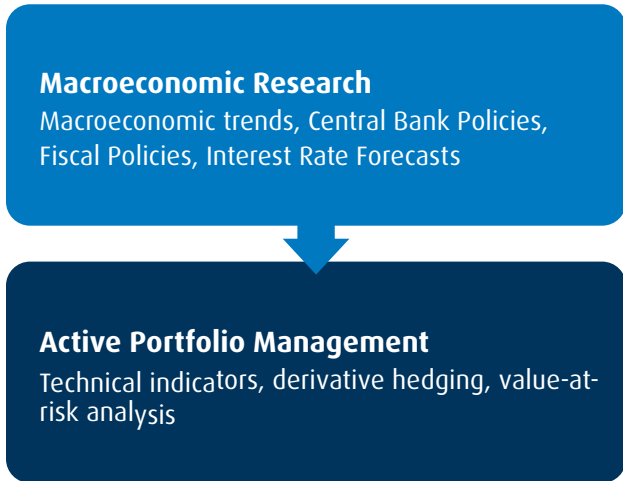 Macroeconomic Research
Macroeconomic trends, Central Bank Policies,
Fiscal Policies, Interest Rate Forecasts
Active Portfolio Management
Technical indicators, derivative hedging, value-at-
risk analysis